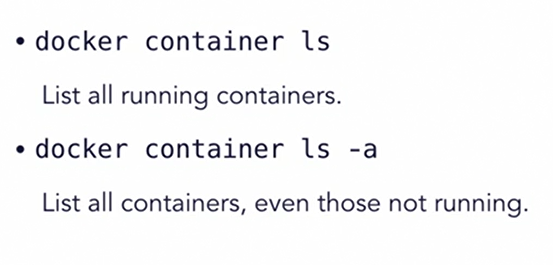 • docker container ls
List all running containers.
• docker container ls -a
List all containers, even those not running.